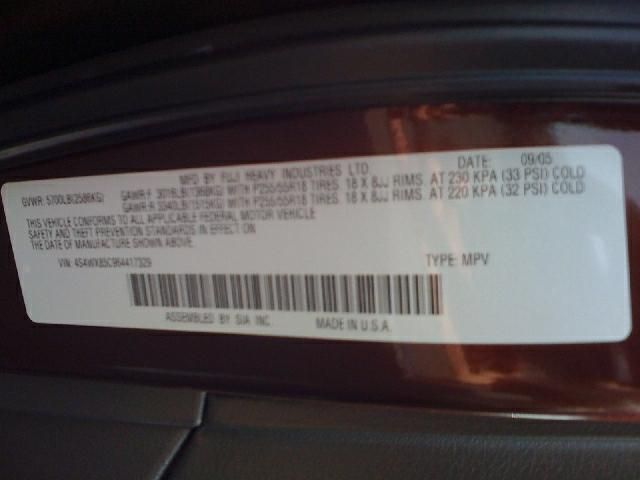 MFD BY FUJI HEAVY INDUSTRIES LTD. DATE: 09/05
GVWR: 5700LB(2586KG) GAWR:F 3016LB(1368KG) WITH P255/55R18 TIRES. 18 X 8JJ RIMS. AT 230 KPA (33 PSI) COLD
GAWR:R 3340LB(1515KG) WITH P255/55R18 TIRES. 18 X 8JJ RIMS. AT 220 KPA (32 PSI) COLD
THIS VEHICLE CONFORMS TO ALL APPLICABLE FEDERAL MOTOR VEHICLE
SAFETY AND THEFT PREVENTION STANDARDS IN EFFECT ON
THE DATE OF MANUFACTURE SHOWN ABOVE.
VIN: 4S4WX85C964417329 TYPE: MPV
ASSEMBLED BY SIA INC. MADE IN U.S.A.